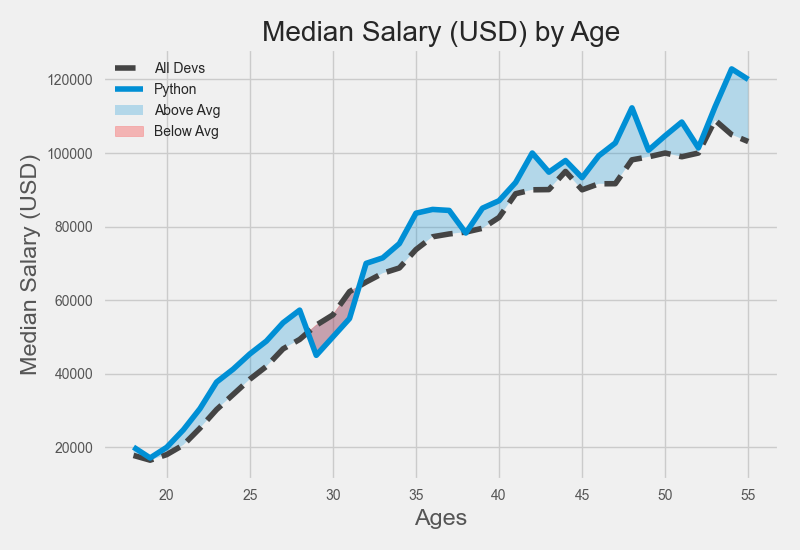 Median Salary (USD) by Age
All Devs
Python
Above Avg
Below Avg
120000
100000
80000
60000
40000
20000
Median Salary (USD)
20 25 30 35 40 45 50 55
Ages